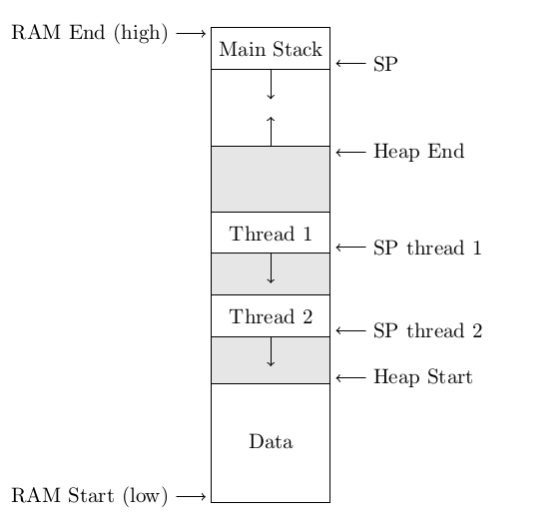 RAM End (high)
Main Stack
SP
Heap End
Thread 1
SP thread 1
Thread 2
SP thread 2
Heap Start
Data
RAM Start (low)